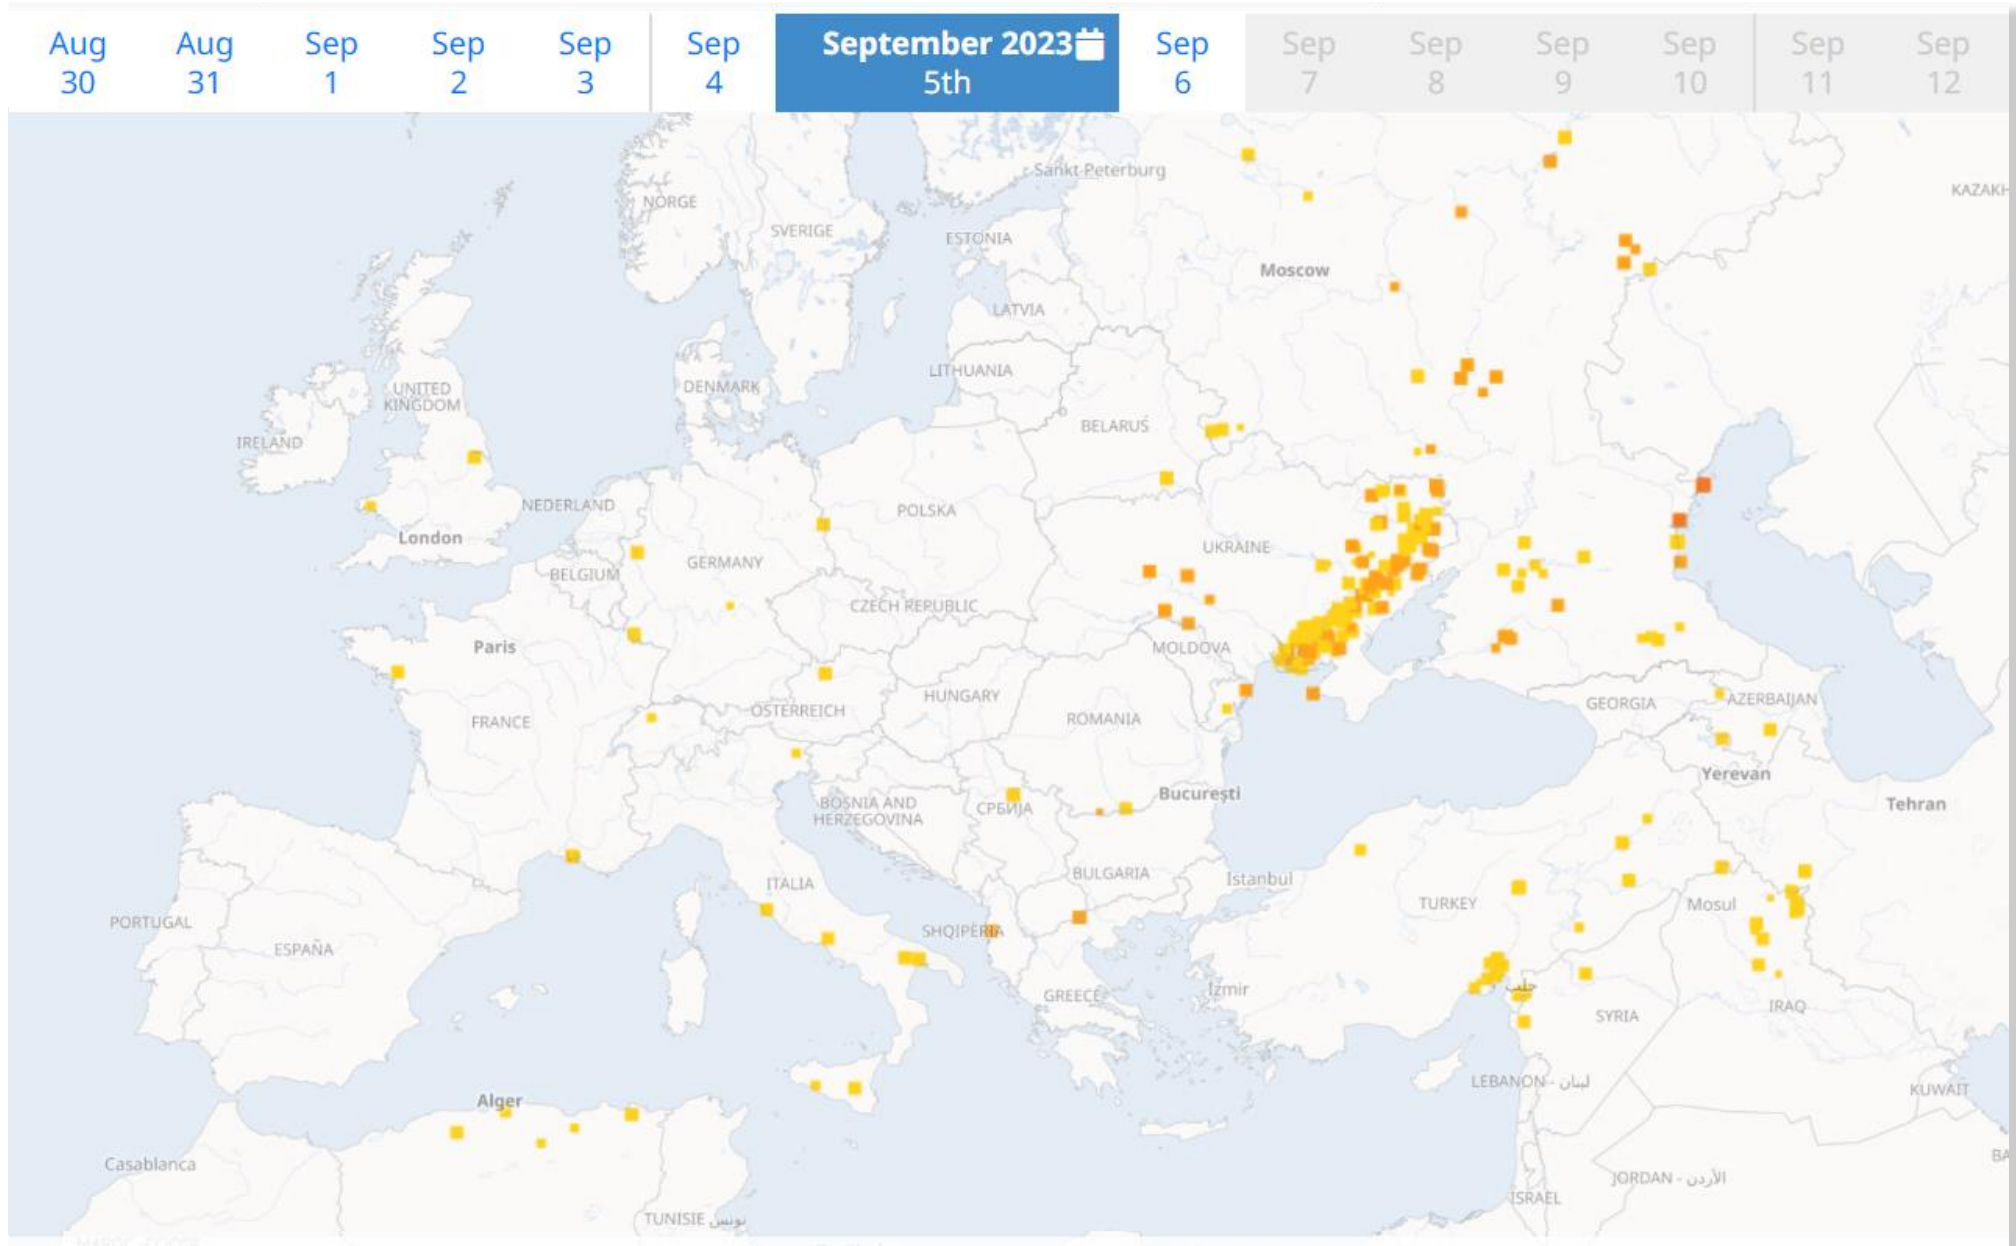 Aug
30
Aug
31
Sep
1
Sep
2
Sep
3
Sep
4
September 2023
5th
Sep
6
Sep
7
Sep
8
Sep
9
Sep
10
Sep
11
Sep
12
Sankt-Peterburg
NORGE
KAZAKH
SVERIGE
ESTONIA
Moscow
LATVIA
LITHUANIA
UNITED
KINGDOM
DENMARK
BELARUS
IRELAND
NEDERLAND
POLSKA
London
UKRAINE
GERMANY
BELGIUM
CZECH REPUBLIC
Paris
MOLDOVA
HUNGARY
AZERBAIJAN
GEORGIA
ÖSTERREICH
FRANCE
ROMANIA
Yerevan
București
BOSNIA AND
HERZEGOVINA
СРБИЈА
Tehran
BULGARIA
Istanbul
ITALIA
TURKEY
Mosul
PORTUGAL
SHQIPËRIA
ESPAÑA
حلب
Izmir
GREECE
IRAQ
SYRIA
LEBANON - لبنان
KUWAIT
Alger
Casablanca
JORDAN - الأردن
ISRAEL
BA
TUNISIE تونس